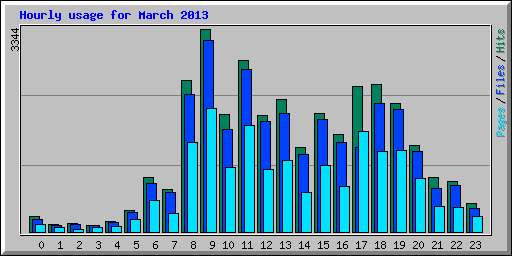 Hourly usage for March 2013
3344
Pages/Files/Hits
0 1 2 3 4 5 6 7 8 9 10 11 12 13 14 15 16 17 18 19 20 21 22 23